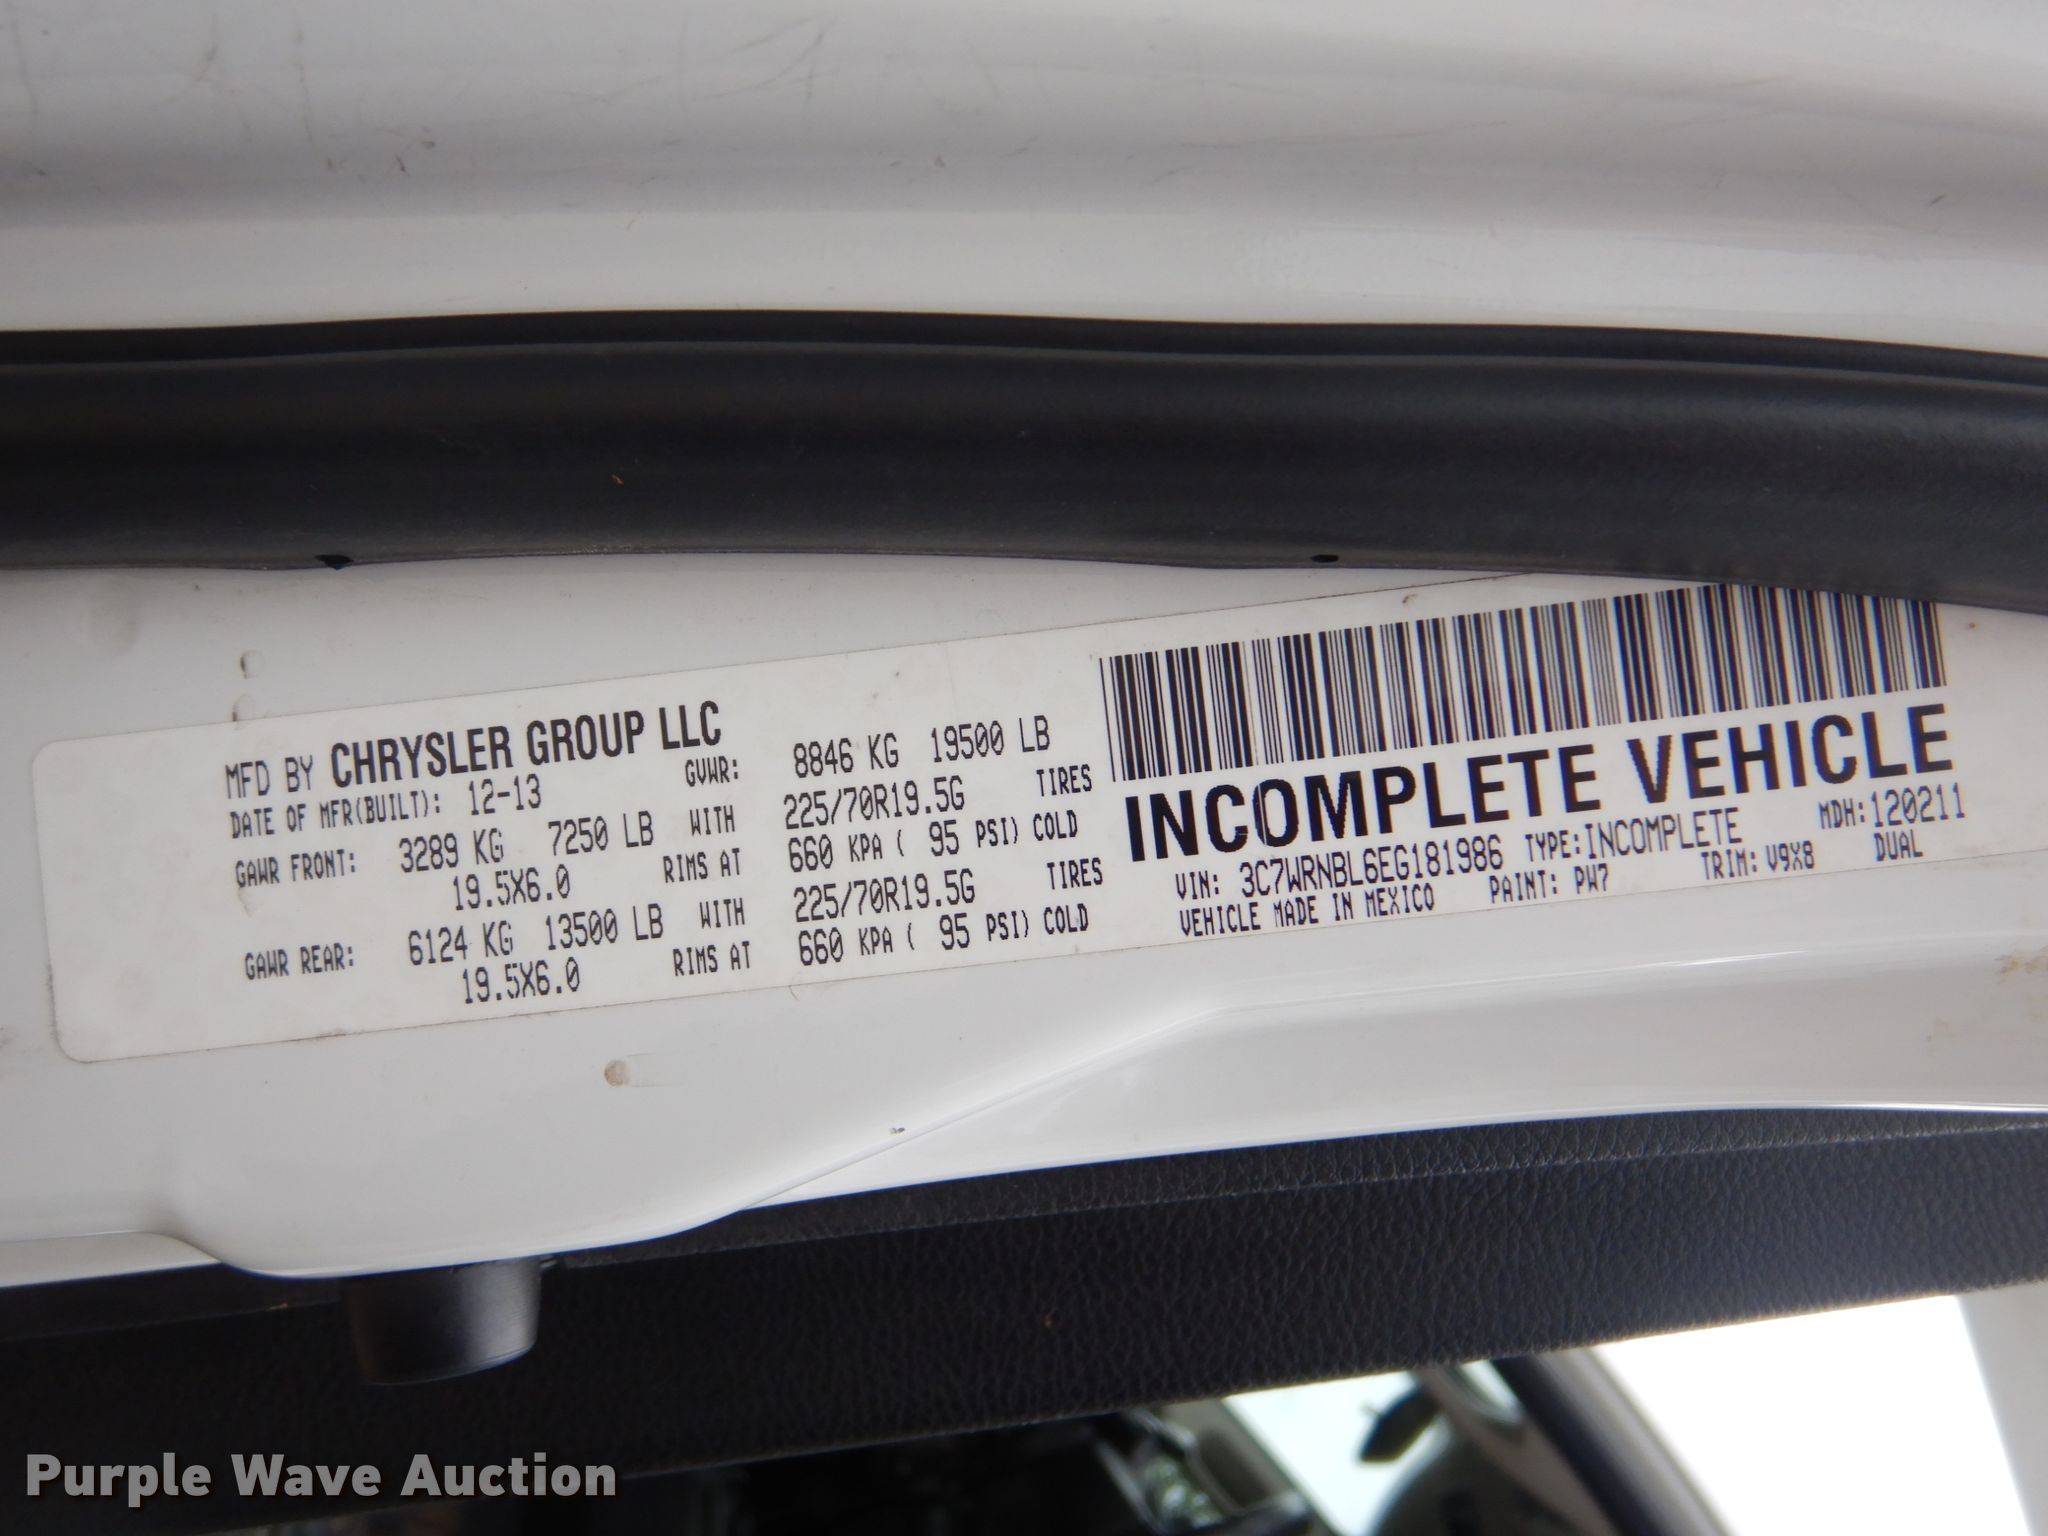 MFD BY CHRYSLER GROUP LLC
DATE OF MFR(BUILT): 12-13 GVWR: 8846 KG 19500 LB
GAWR FRONT: 3289 KG 7250 LB WITH 225/70R19.5G TIRES
19.5X6.0 RIMS AT 660 KPA ( 95 PSI) COLD
GAWR REAR: 6124 KG 13500 LB WITH 225/70R19.5G TIRES
19.5X6.0 RIMS AT 660 KPA ( 95 PSI) COLD
INCOMPLETE VEHICLE
VIN: 3C7WRNBL6EG181986 TYPE:INCOMPLETE MDH:120211
VEHICLE MADE IN MEXICO PAINT: PW7 TRIM: V9X8 DUAL
Purple Wave Auction